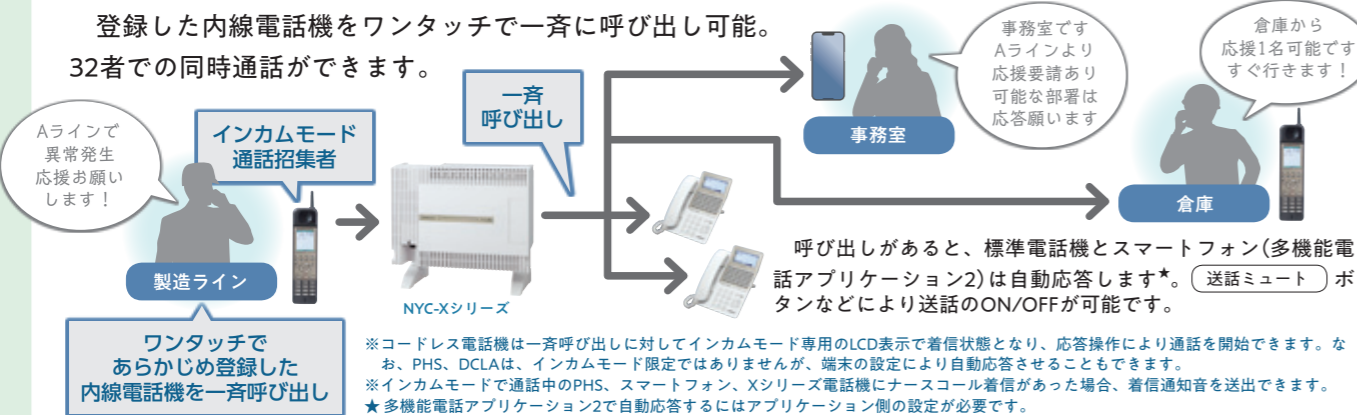 登録した内線電話機をワンタッチで一斉に呼び出し可能。
32者での同時通話ができます。
Aラインで
異常発生
応援お願い
します！
インカムモード
通話招集者
一斉
呼び出し
事務室です
Aラインより
応援要請あり
可能な部署は
応答願います
倉庫から
応援1名可能です
すぐ行きます！
事務室
倉庫
製造ライン
NYC-Xシリーズ
ワンタッチで
あらかじめ登録した
内線電話機を一斉呼び出し
呼び出しがあると、標準電話機とスマートフォン(多機能電
話アプリケーション2)は自動応答します★。 送話ミュート ボ
タンなどにより送話のON/OFFが可能です。
※コードレス電話機は一斉呼び出しに対してインカムモード専用のLCD表示で着信状態となり、応答操作により通話を開始できます。な
お、PHS、DCLAは、インカムモード限定ではありませんが、端末の設定により自動応答させることもできます。
※インカムモードで通話中のPHS、スマートフォン、Xシリーズ電話機にナースコール着信があった場合、着信通知音を送出できます。
★多機能電話アプリケーション2で自動応答するにはアプリケーション側の設定が必要です。